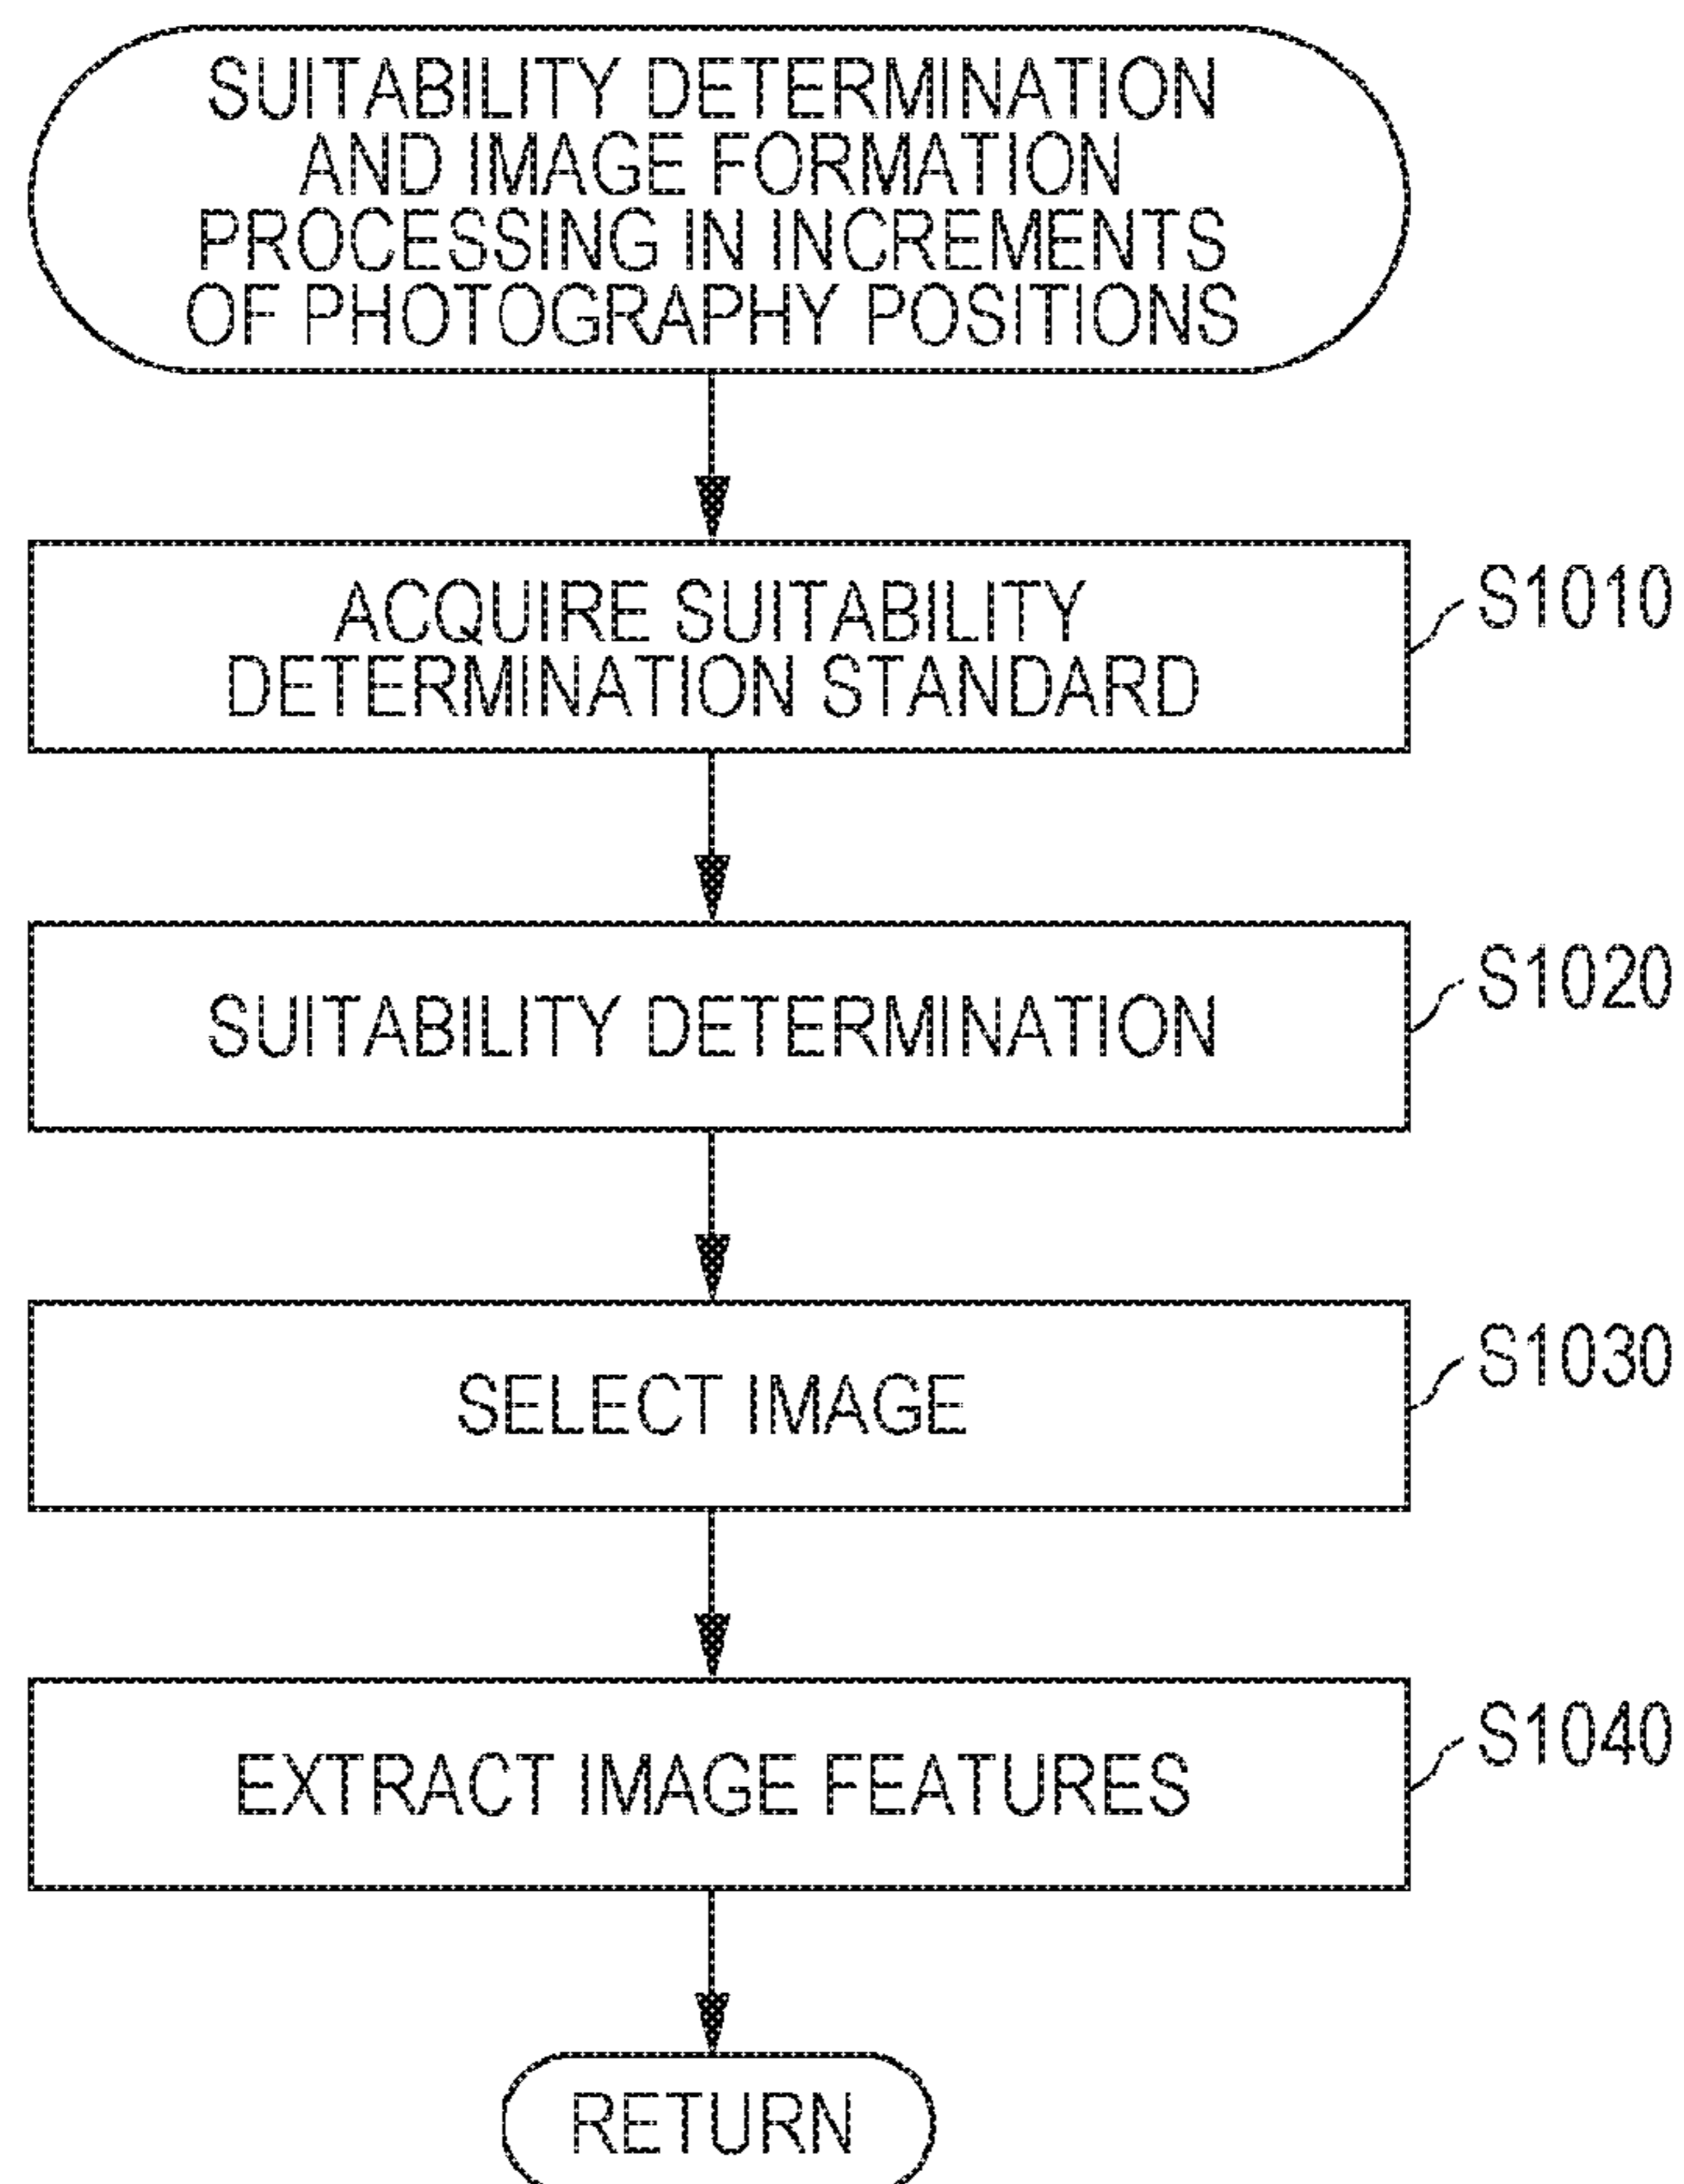 SUITABILITY DETERMINATION
AND IMAGE FORMATION
PROCESSING IN INCREMENTS
OF PHOTOGRAPHY POSITIONS
ACQUIRE SUITABILITY
DETERMINATION STANDARD
S1010
SUITABILITY DETERMINATION
S1020
SELECT IMAGE
S1030
EXTRACT IMAGE FEATURES
S1040
RETURN